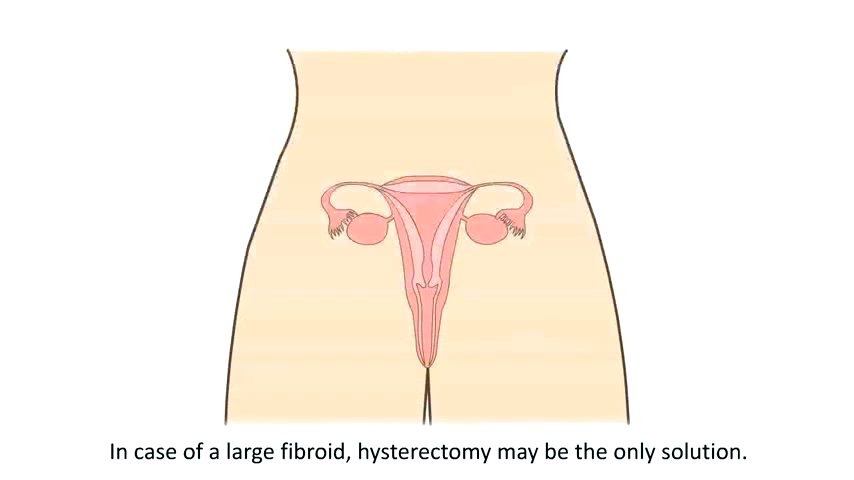 In case of a large fibroid, hysterectomy may be the only solution.